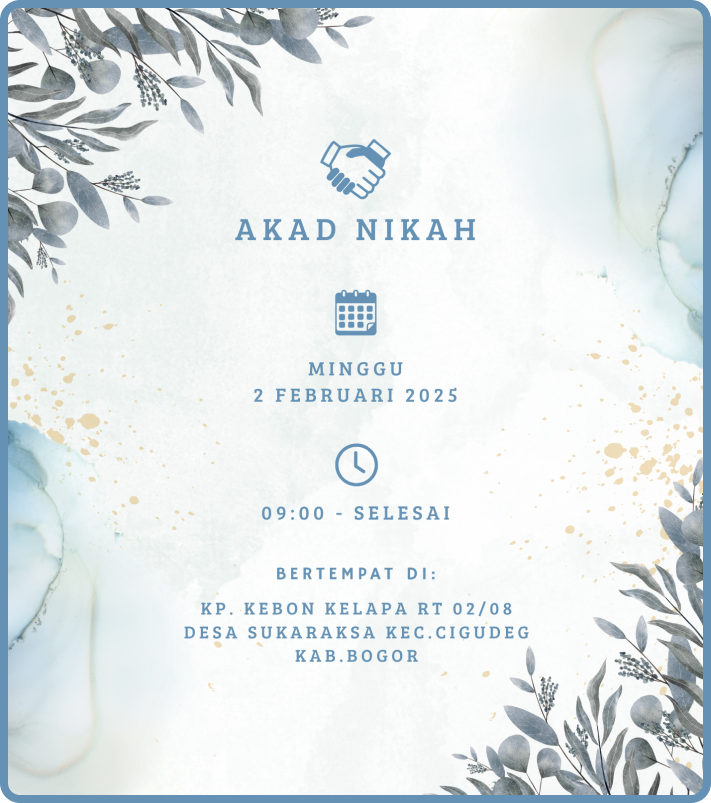 AKAD NIKAH
MINGGU
2 FEBRUARI 2025
09:00 - SELESAI
BERTEMPAT DI:
KP. KEBON KELAPA RT 02/08
DESA SUKARAKSA KEC.CIGUDEG
KAB.BOGOR